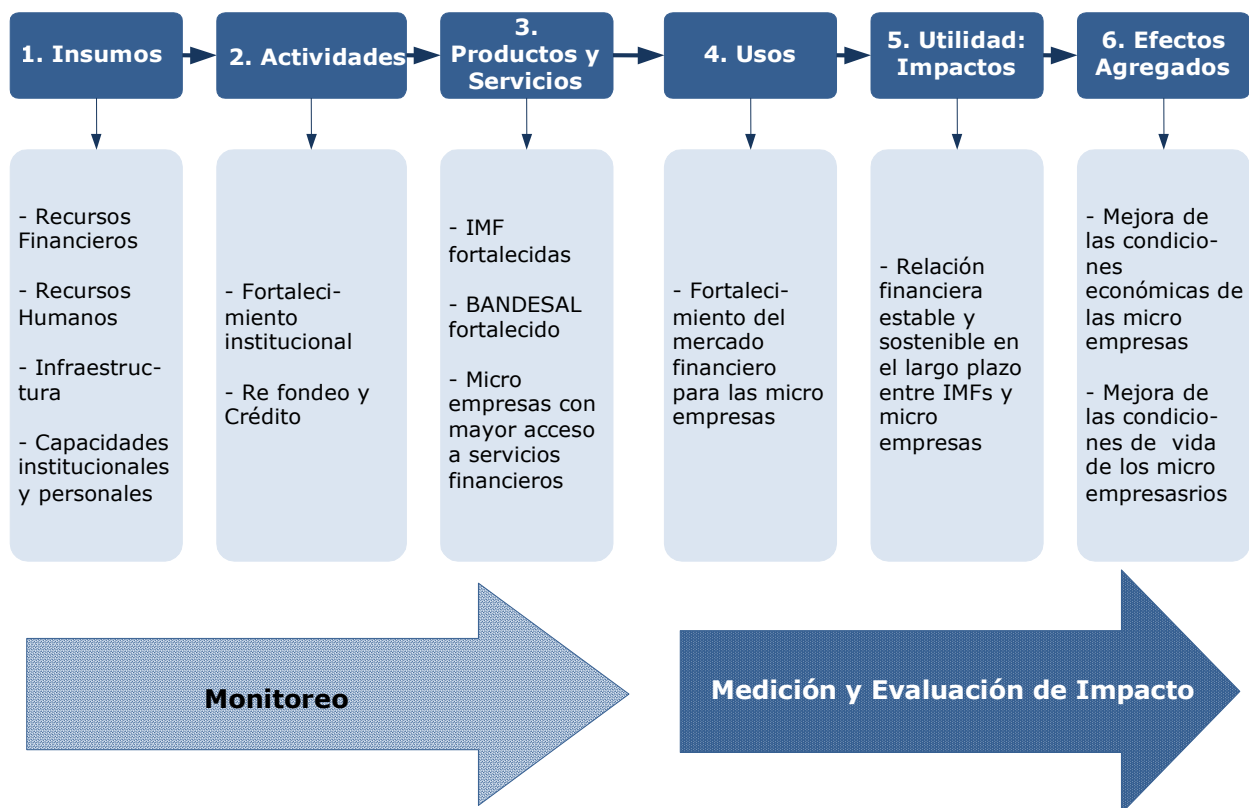 1. Insumos
2. Actividades
3.
Productos y
Servicios
4. Usos
5. Utilidad:
Impactos
6. Efectos
Agregados
- Recursos
Financieros
- Recursos
Humanos
- Infraestruc-
tura
- Capacidades
institucionales
y personales
- Fortaleci-
miento
institucional
- Re fondeo y
Crédito
- IMF
fortalecidas
- BANDESAL
fortalecido
- Micro
empresas con
mayor acceso
a servicios
financieros
- Fortaleci-
miento del
mercado
financiero
para las micro
empresas
- Relación
financiera
estable y
sostenible en
el largo plazo
entre IMFs y
micro
empresas
- Mejora de
las condicio-
nes
económicas de
las micro
empresas
- Mejora de
las condicio-
nes de  vida
de los micro
empresasrios
Monitoreo
Medición y Evaluación de Impacto